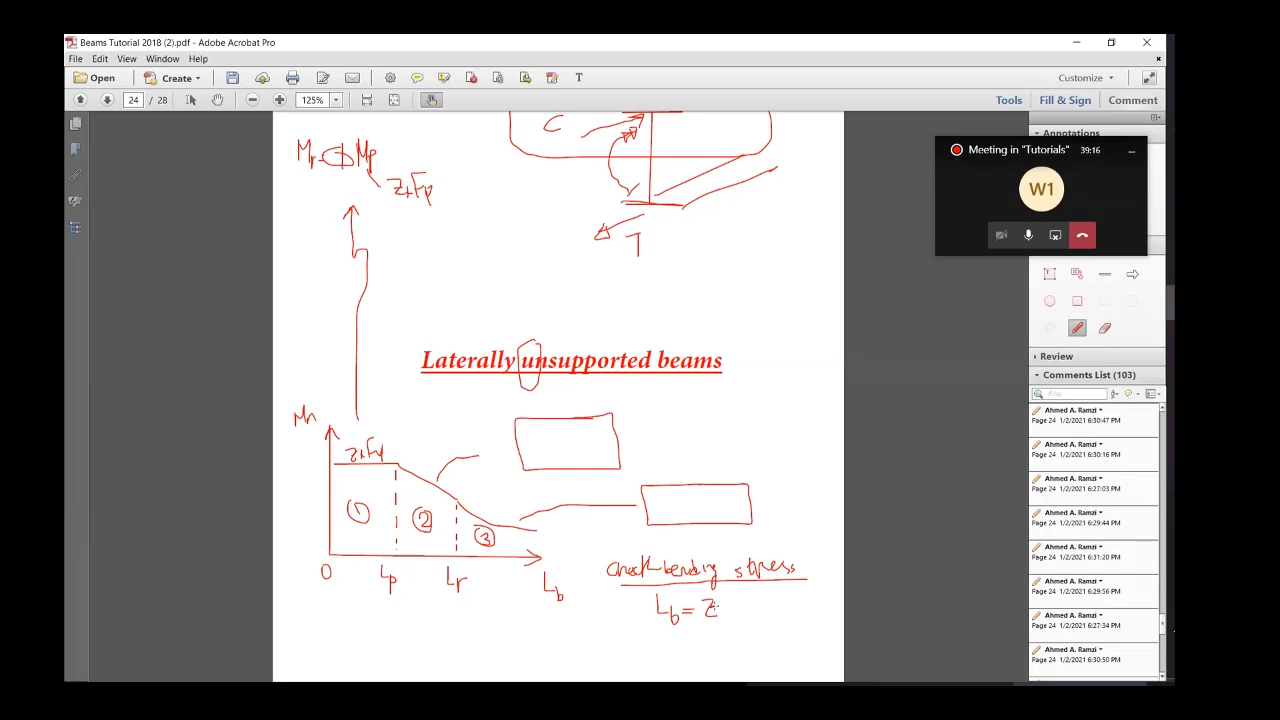 Beams Tutorial 2018 (2).pdf - Adobe Acrobat Pro
File Edit View Window Help
Open Create Customize
24 / 28 125% Tools Fill & Sign Comment
Annotations
Meeting in "Tutorials" 39:16
W1
C
Mr Mp
ZxFy
T
Laterally unsupported beams
Mn
ZxFy
1 2 3
0 Lp Lr Lb
check bending stress
Lb = 2
Review
Comments List (103)
Find
Ahmed A. Ramzi
Page 24 1/2/2021 6:30:47 PM
Ahmed A. Ramzi
Page 24 1/2/2021 6:30:16 PM
Ahmed A. Ramzi
Page 24 1/2/2021 6:27:03 PM
Ahmed A. Ramzi
Page 24 1/2/2021 6:29:44 PM
Ahmed A. Ramzi
Page 24 1/2/2021 6:31:20 PM
Ahmed A. Ramzi
Page 24 1/2/2021 6:29:56 PM
Ahmed A. Ramzi
Page 24 1/2/2021 6:27:34 PM
Ahmed A. Ramzi
Page 24 1/2/2021 6:30:50 PM